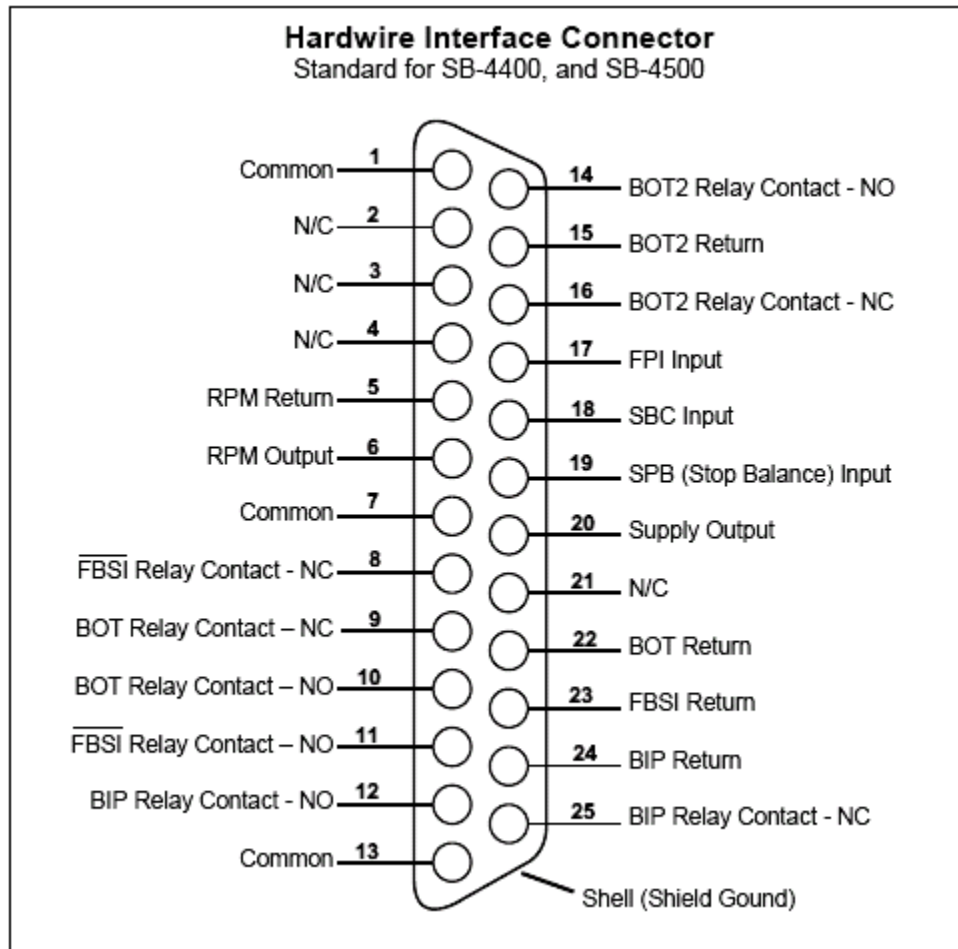 Hardwire Interface Connector
Standard for SB-4400, and SB-4500
Common 1
N/C 2
N/C 3
N/C 4
RPM Return 5
RPM Output 6
Common 7
F̅B̅S̅I̅ Relay Contact - NC 8
BOT Relay Contact – NC 9
BOT Relay Contact – NO 10
F̅B̅S̅I̅ Relay Contact – NO 11
BIP Relay Contact - NO 12
Common 13
14 BOT2 Relay Contact - NO
15 BOT2 Return
16 BOT2 Relay Contact - NC
17 FPI Input
18 SBC Input
19 SPB (Stop Balance) Input
20 Supply Output
21 N/C
22 BOT Return
23 FBSI Return
24 BIP Return
25 BIP Relay Contact - NC
Shell (Shield Gound)